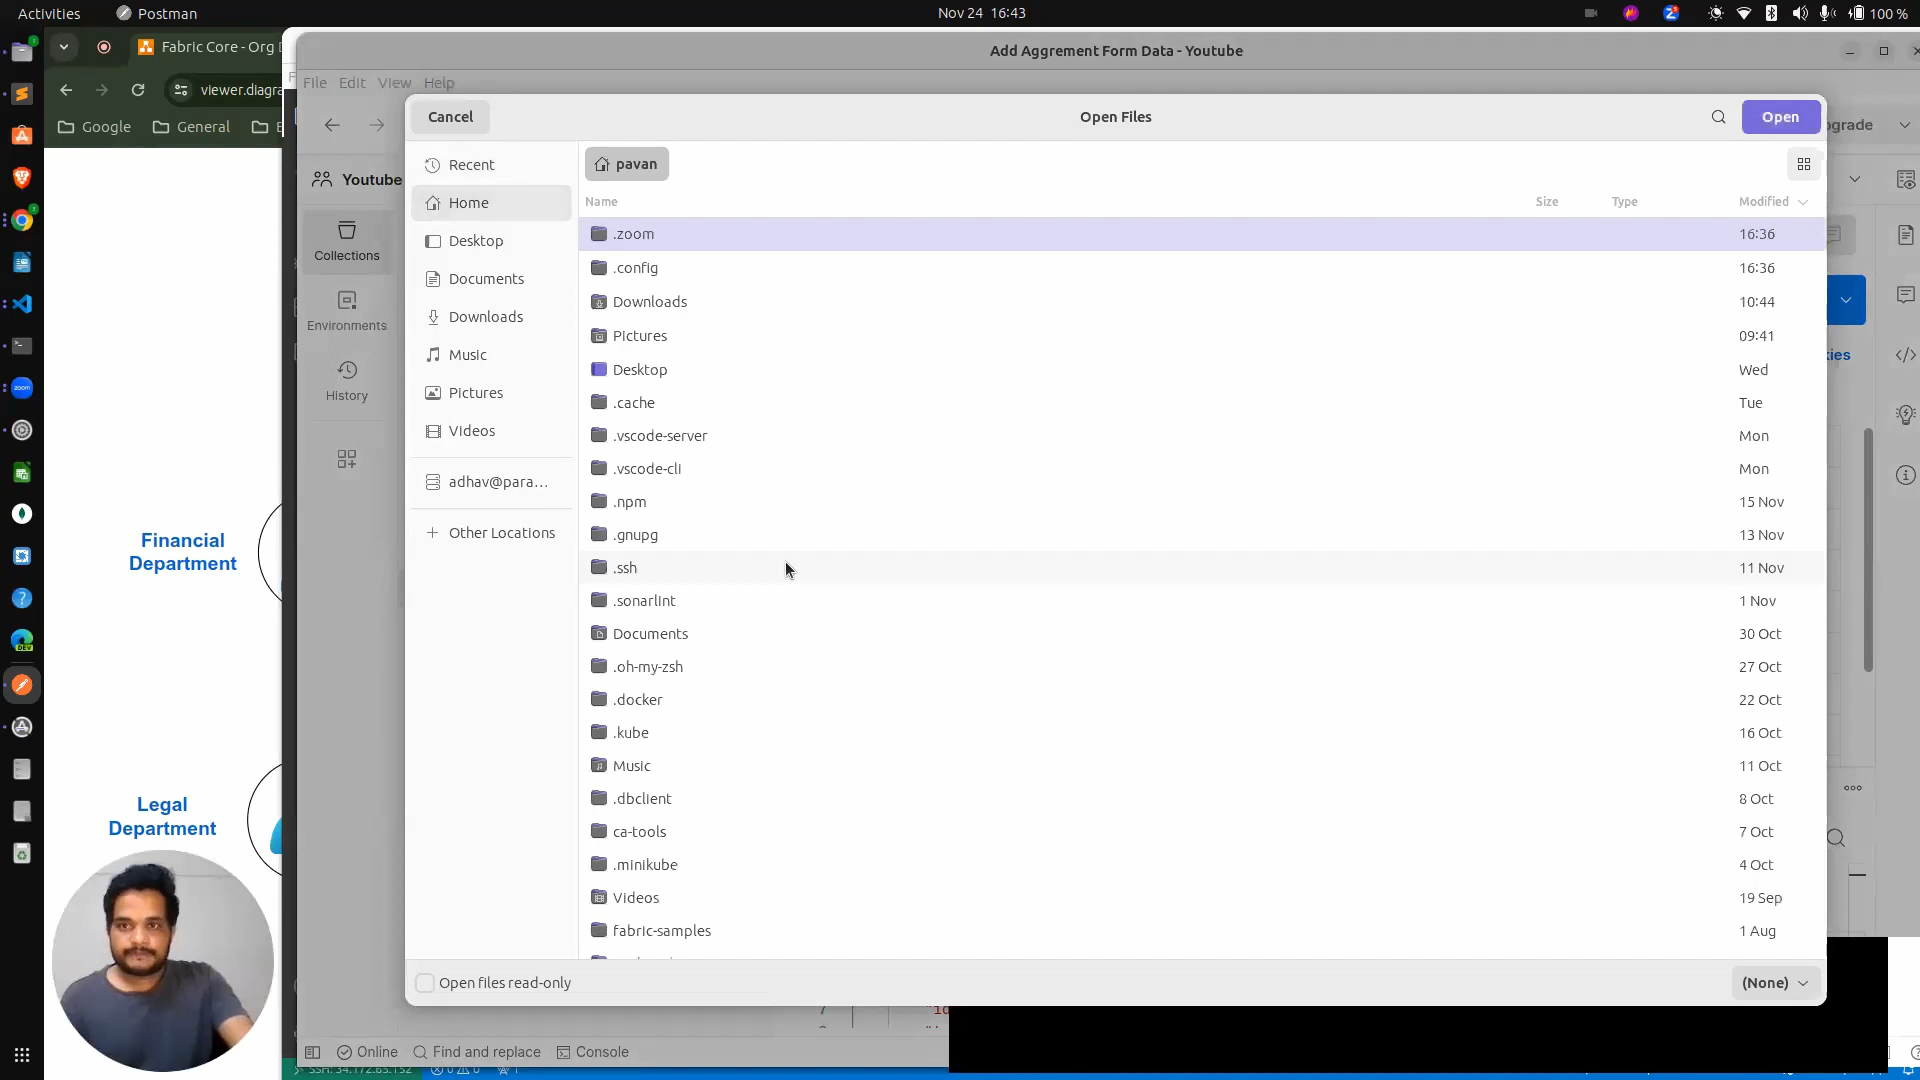 Activities
Postman
Nov 24 16:43
100 %
Fabric Core - Org
viewer.diagra
Google
General
Financial
Department
Legal
Department
Add Aggrement Form Data - Youtube
File Edit View Help
Youtube
Collections
Environments
History
Cancel
Open Files
Open
Recent
Home
Desktop
Documents
Downloads
Music
Pictures
Videos
adhav@para...
Other Locations
pavan
Name Size Type Modified
.zoom 16:36
.config 16:36
Downloads 10:44
Pictures 09:41
Desktop Wed
.cache Tue
.vscode-server Mon
.vscode-cli Mon
.npm 15 Nov
.gnupg 13 Nov
.ssh 11 Nov
.sonarlint 1 Nov
Documents 30 Oct
.oh-my-zsh 27 Oct
.docker 22 Oct
.kube 16 Oct
Music 11 Oct
.dbclient 8 Oct
ca-tools 7 Oct
.minikube 4 Oct
Videos 19 Sep
fabric-samples 1 Aug
Open files read-only
(None)
Online
Find and replace
Console